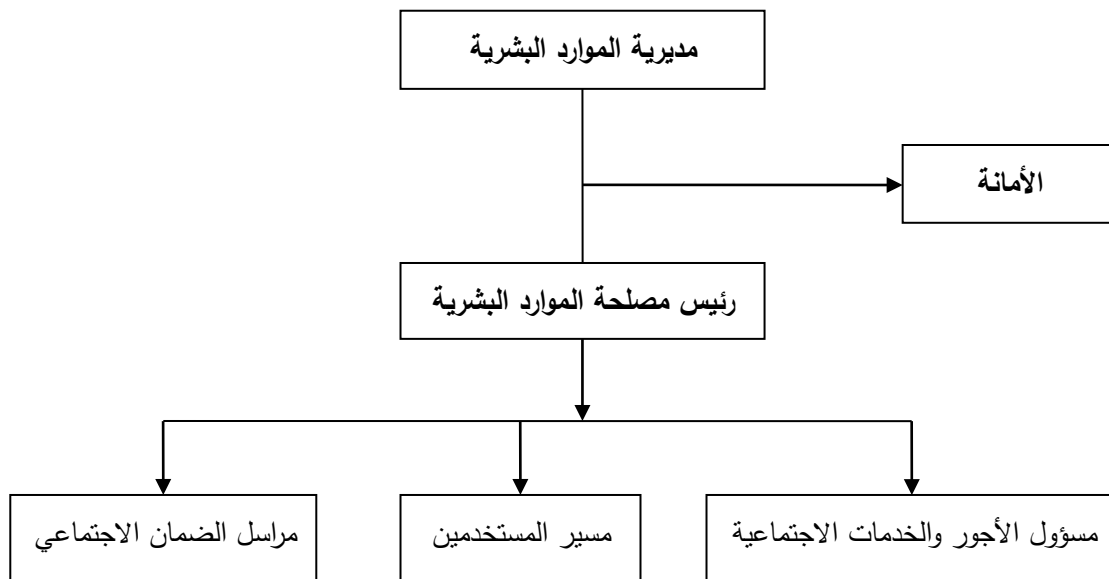 مديرية الموارد البشرية
الأمانة
رئيس مصلحة الموارد البشرية
مسؤول الأجور والخدمات الاجتماعية
مسير المستخدمين
مراسل الضمان الاجتماعي